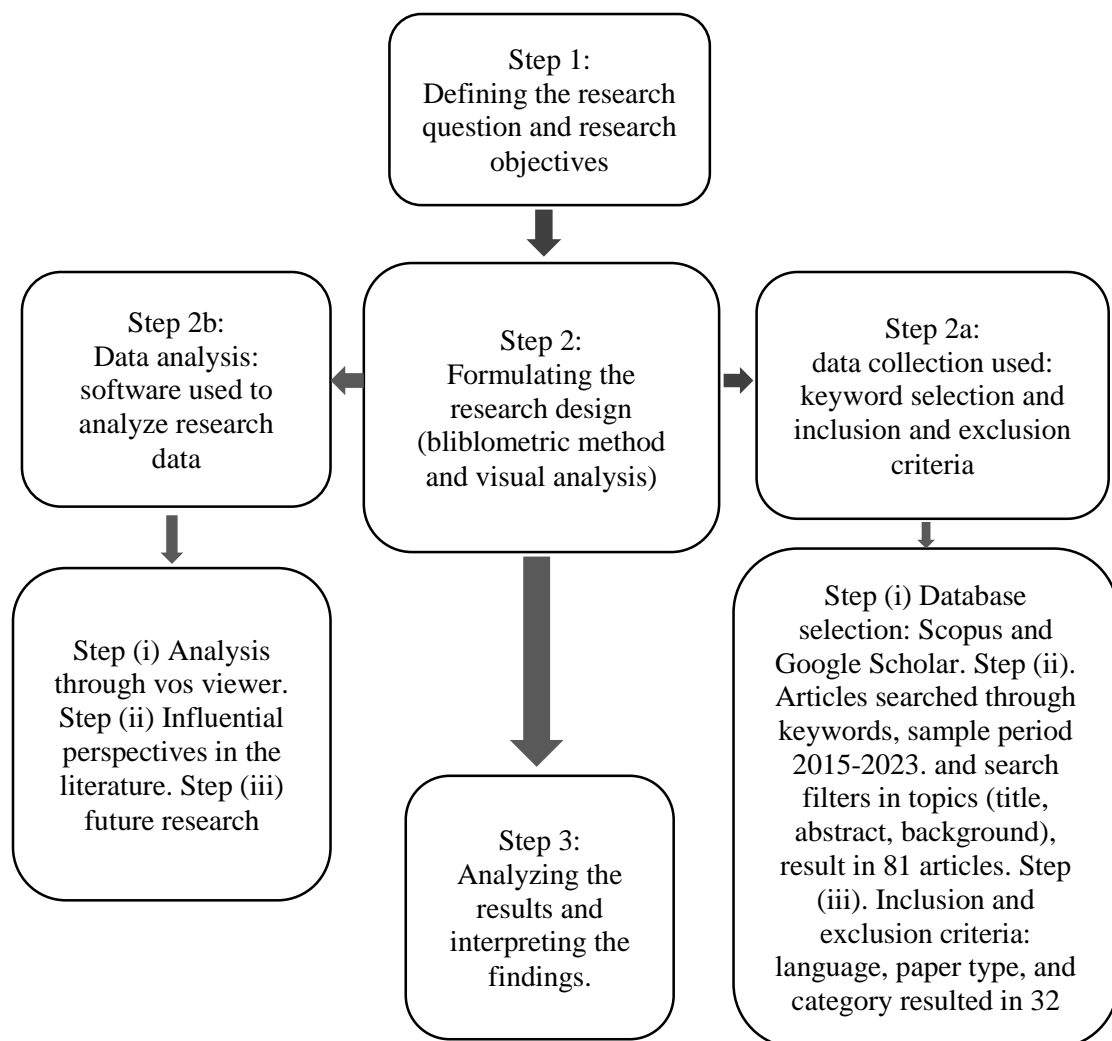 Step 1:
Defining the research
question and research
objectives
Step 2b:
Data analysis:
software used to
analyze research
data
Step 2:
Formulating the
research design
(bliblometric method
and visual analysis)
Step 2a:
data collection used:
keyword selection and
inclusion and exclusion
criteria
Step (i) Analysis
through vos viewer.
Step (ii) Influential
perspectives in the
literature. Step (iii)
future research
Step 3:
Analyzing the
results and
interpreting the
findings.
Step (i) Database
selection: Scopus and
Google Scholar. Step (ii).
Articles searched through
keywords, sample period
2015-2023. and search
filters in topics (title,
abstract, background),
result in 81 articles. Step
(iii). Inclusion and
exclusion criteria:
language, paper type, and
category resulted in 32